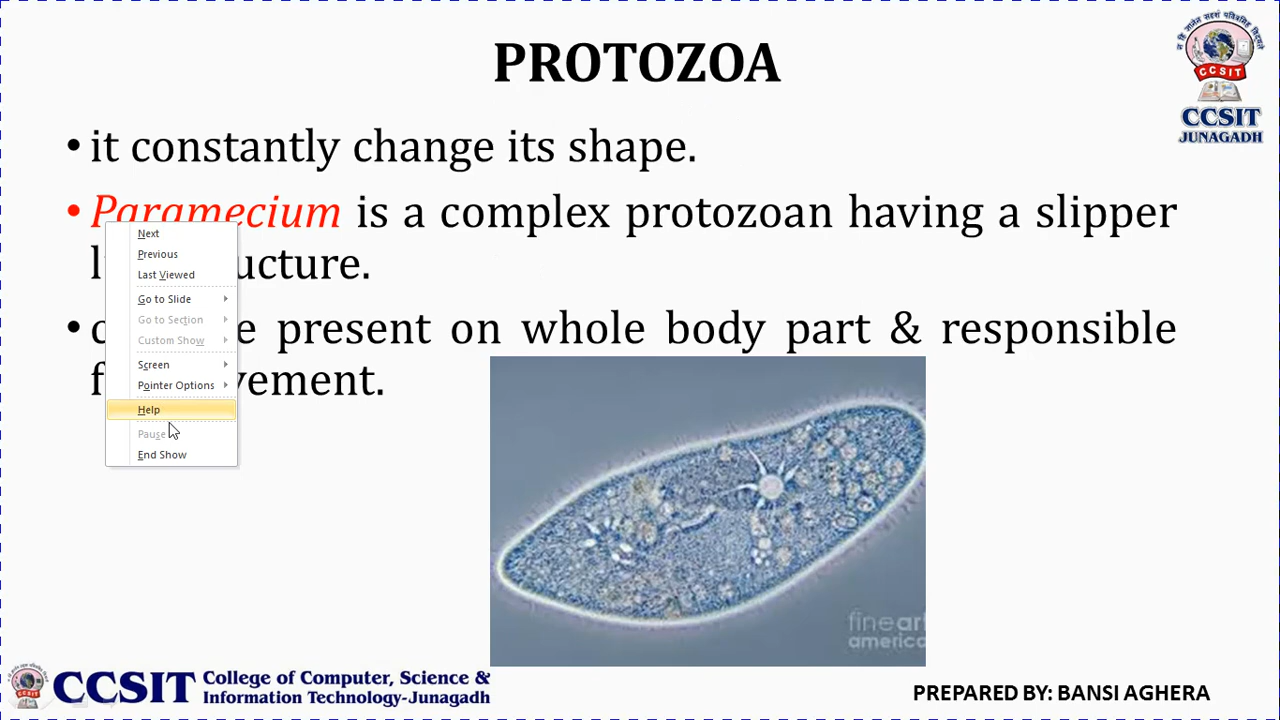 PROTOZOA
CCSIT
CCSIT
JUNAGADH
• it constantly change its shape.
• Paramecium is a complex protozoan having a slipper
ucture.
• e present on whole body part & responsible
f vement.
Next
Previous
Last Viewed
Go to Slide
Go to Section
Custom Show
Screen
Pointer Options
Help
Pause
End Show
fineart
america
CCSIT College of Computer, Science &
Information Technology-Junagadh
PREPARED BY: BANSI AGHERA